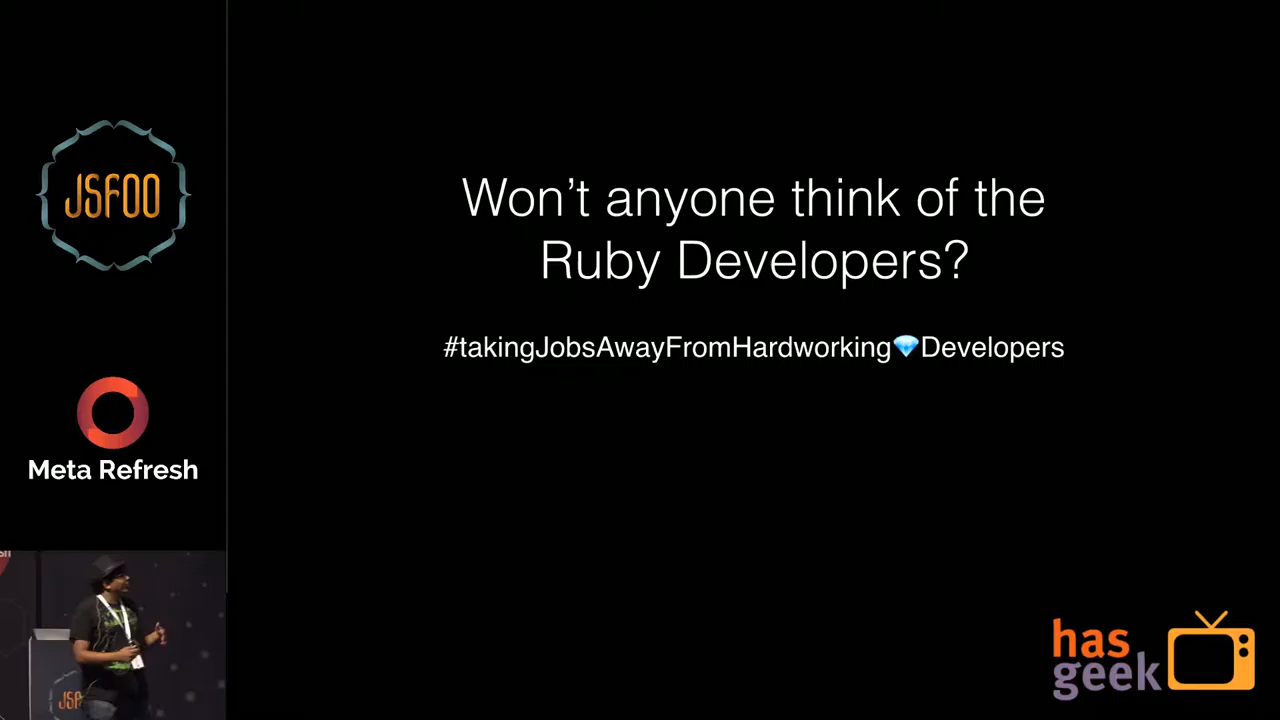 JSFOO
Meta Refresh
Won't anyone think of the
Ruby Developers?
#takingJobsAwayFromHardworking💎Developers
has
geek